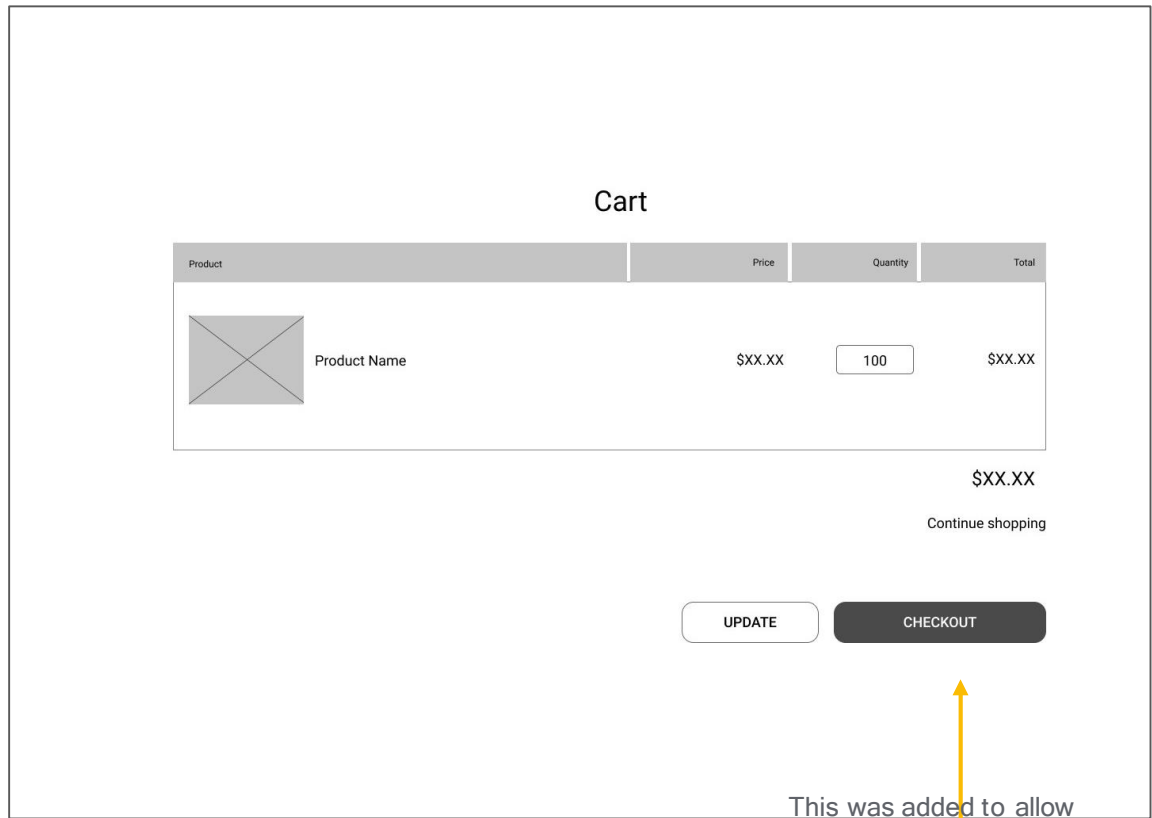 Cart
Product Price Quantity Total
Product Name $XX.XX 100 $XX.XX
$XX.XX
Continue shopping
UPDATE CHECKOUT
This was added to allow